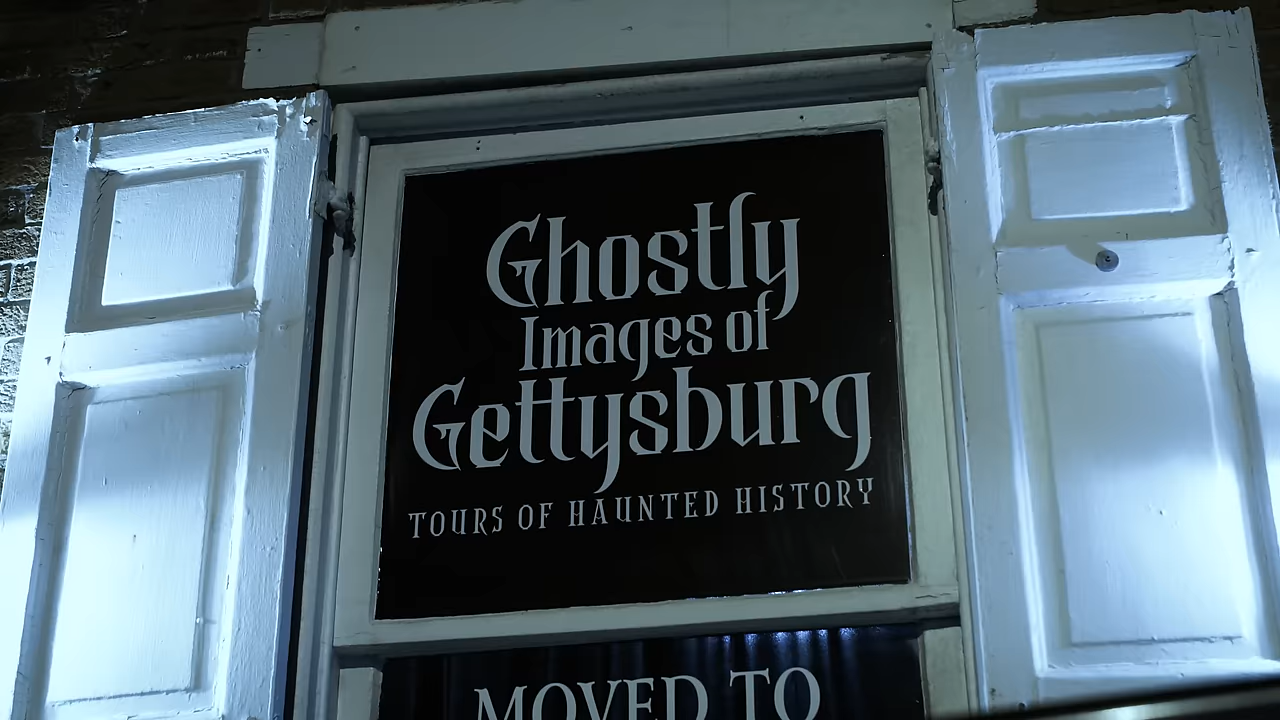 Ghostly
Images of
Gettysburg
TOURS OF HAUNTED HISTORY
MOVED TO